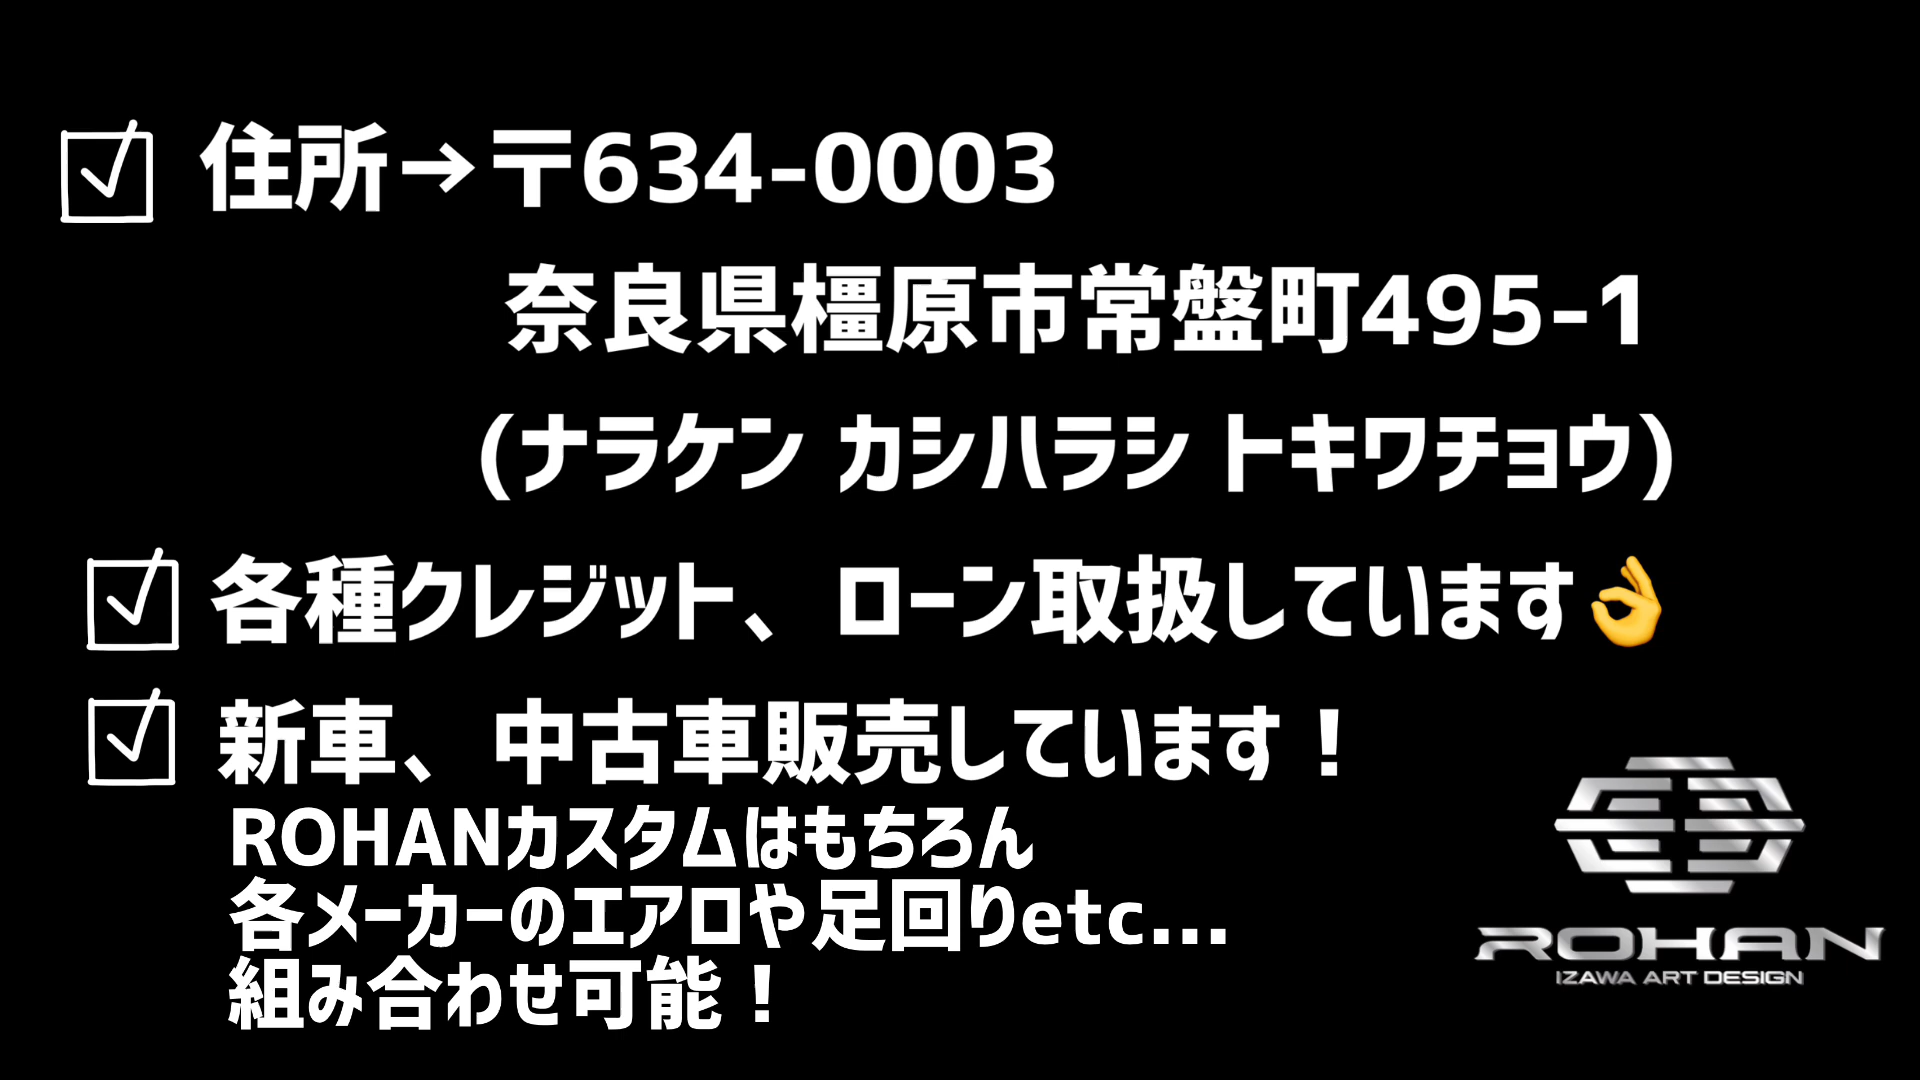 住所→〒634-0003
奈良県橿原市常盤町495-1
(ナラケン カシハラシ トキワチョウ)
各種クレジット、ローン取扱しています👌
新車、中古車販売しています！
ROHANカスタムはもちろん
各メーカーのエアロや足回りetc...
組み合わせ可能！
ROHAN
IZAWA ART DESIGN